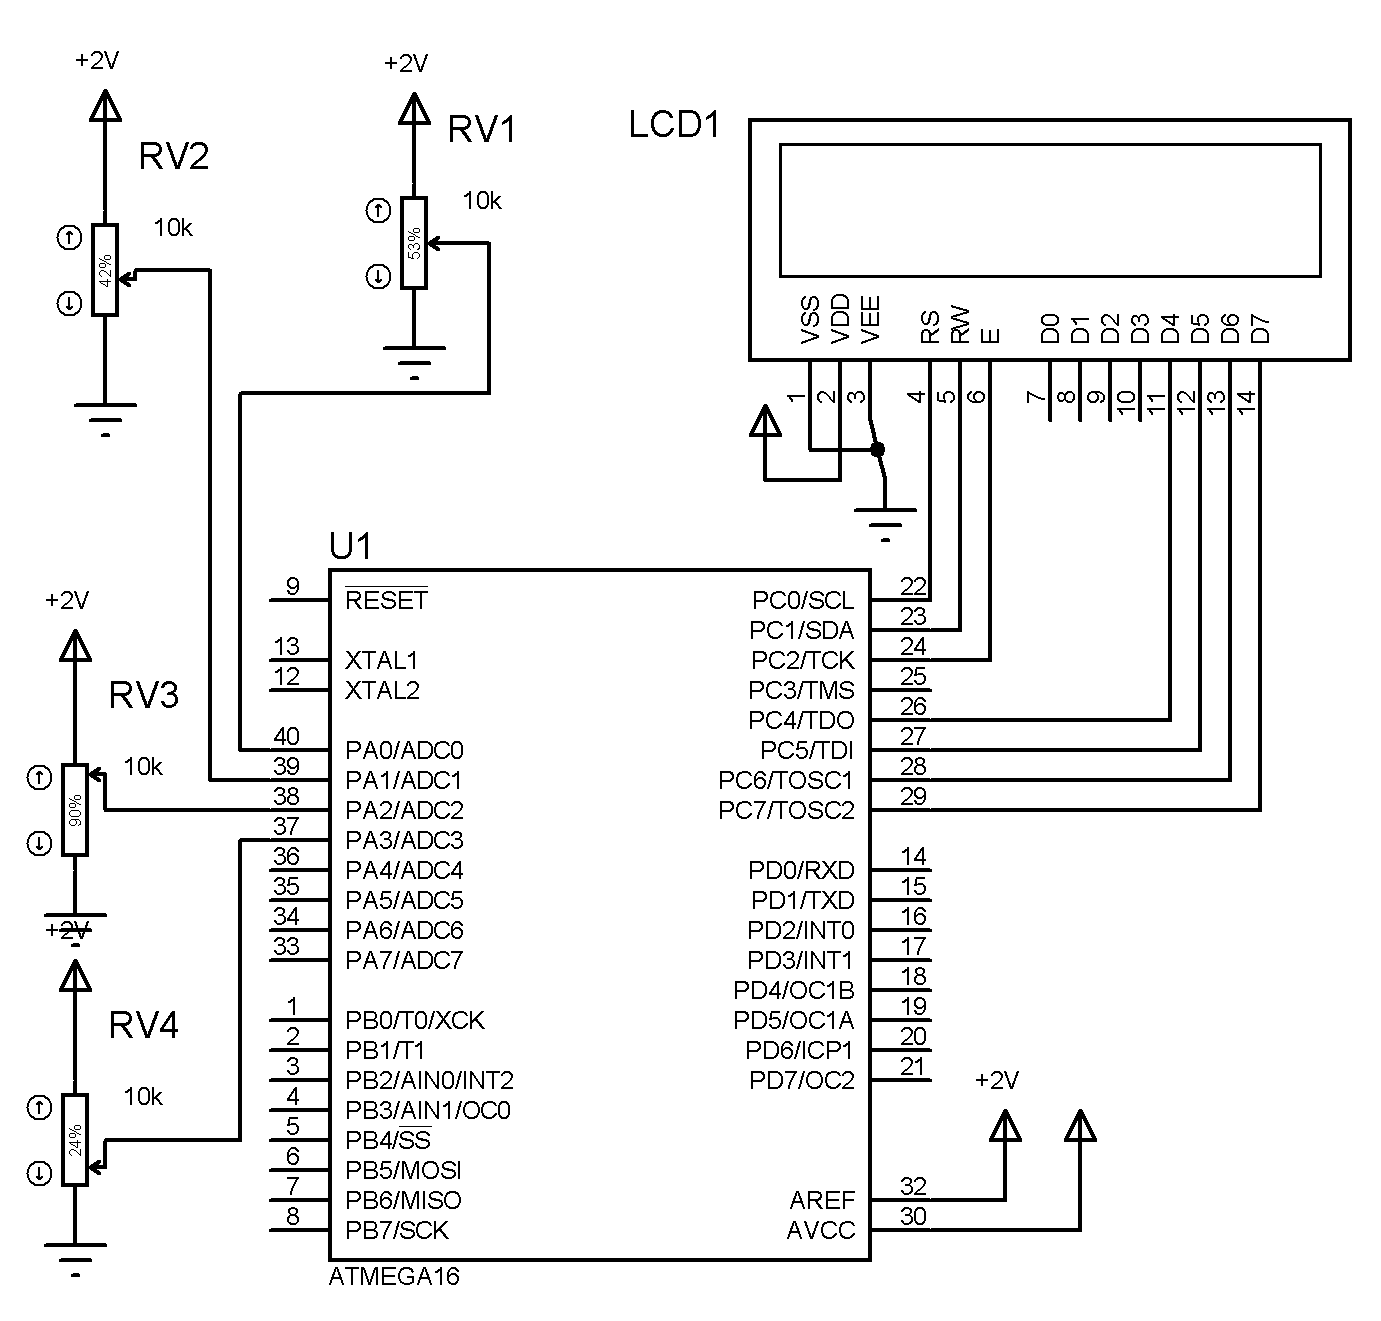 +2V
RV2
10k
42%
+2V
RV1
10k
53%
LCD1
VSS
VDD
VEE
RS
RW
E
D0
D1
D2
D3
D4
D5
D6
D7
1
2
3
4
5
6
7
8
9
10
11
12
13
14
+2V
RV3
10k
90%
+2V
RV4
10k
24%
U1
9 RESET
13 XTAL1
12 XTAL2
40 PA0/ADC0
39 PA1/ADC1
38 PA2/ADC2
37 PA3/ADC3
36 PA4/ADC4
35 PA5/ADC5
34 PA6/ADC6
33 PA7/ADC7
1 PB0/T0/XCK
2 PB1/T1
3 PB2/AIN0/INT2
4 PB3/AIN1/OC0
5 PB4/SS
6 PB5/MOSI
7 PB6/MISO
8 PB7/SCK
PC0/SCL 22
PC1/SDA 23
PC2/TCK 24
PC3/TMS 25
PC4/TDO 26
PC5/TDI 27
PC6/TOSC1 28
PC7/TOSC2 29
PD0/RXD 14
PD1/TXD 15
PD2/INT0 16
PD3/INT1 17
PD4/OC1B 18
PD5/OC1A 19
PD6/ICP1 20
PD7/OC2 21
+2V
AREF 32
AVCC 30
ATMEGA16